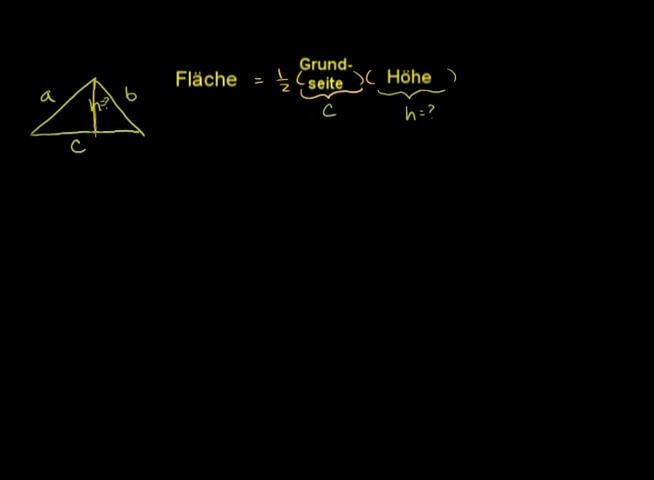 Fläche = 1/2 (Grund-seite)(Höhe)
c h=?
a h=? b
c